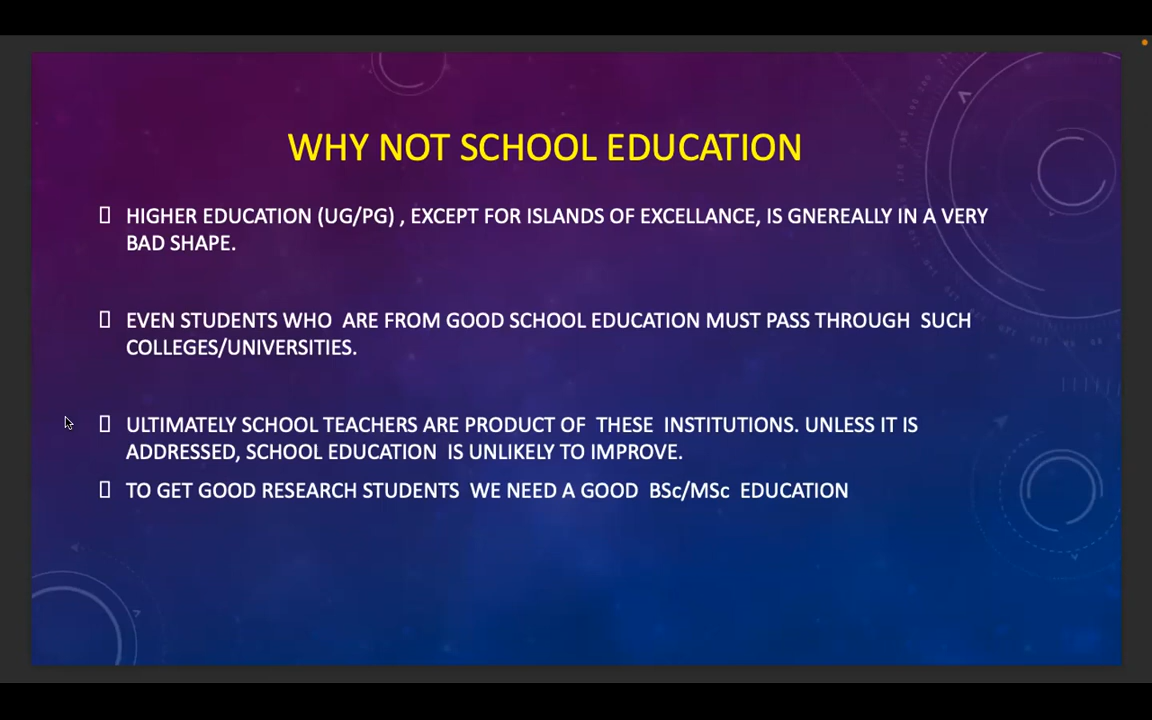 WHY NOT SCHOOL EDUCATION
HIGHER EDUCATION (UG/PG) , EXCEPT FOR ISLANDS OF EXCELLANCE, IS GNEREALLY IN A VERY
BAD SHAPE.
EVEN STUDENTS WHO ARE FROM GOOD SCHOOL EDUCATION MUST PASS THROUGH SUCH
COLLEGES/UNIVERSITIES.
ULTIMATELY SCHOOL TEACHERS ARE PRODUCT OF THESE INSTITUTIONS. UNLESS IT IS
ADDRESSED, SCHOOL EDUCATION IS UNLIKELY TO IMPROVE.
TO GET GOOD RESEARCH STUDENTS WE NEED A GOOD BSc/MSc EDUCATION